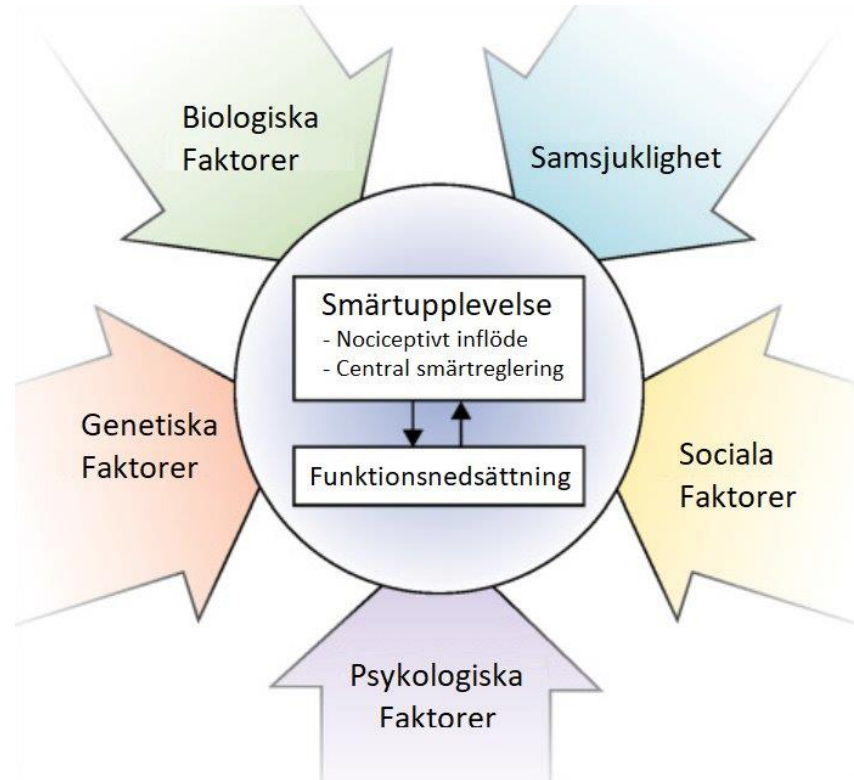 Biologiska
Faktorer
Samsjuklighet
Smärtupplevelse
- Nociceptivt inflöde
- Central smärtreglering
Funktionsnedsättning
Genetiska
Faktorer
Sociala
Faktorer
Psykologiska
Faktorer